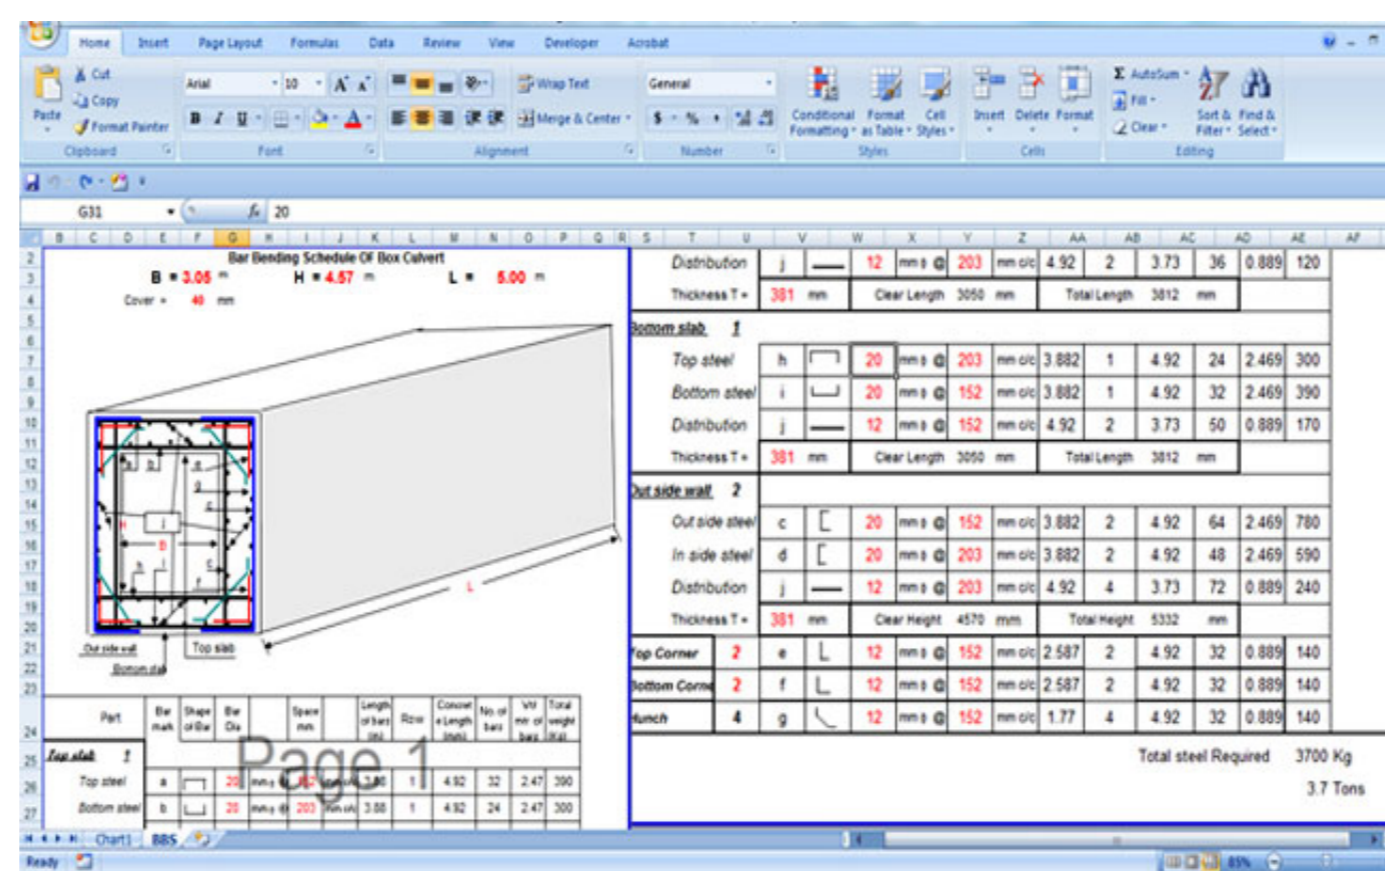 Home Insert Page Layout Formulas Data Review View Developer Acrobat
Cut
Copy
Format Painter
Paste
Arial 10
Wrap Text
Merge & Center
General
Conditional Formatting Format as Table Cell Styles
Insert Delete Format
AutoSum
Fill
Clear
Sort & Filter Find & Select
Clipboard Font Alignment Number Styles Cells Editing
G31 fx 20
B C D E F G H I J K L M N O P Q R S T U V W X Y Z AA AB AC AD AE AF
Bar Bending Schedule OF Box Culvert
B = 3.05 m H = 4.57 m L = 5.00 m
Cover = 40 mm
H
B
L
Out side wall
Top slab
Bottom slab
Part Bar mark Shape of Bar Bar Dia Space mm Length of bars (m) Row No. of bars Total weight
Top slab 1
Top steel a 20 1 4.92 32 2.47 390
Bottom steel b 20 203 3.88 1 4.92 24 2.47 300
Page 1
Distribution j 12 mm @ 203 mm c/c 4.92 2 3.73 36 0.889 120
Thickness T = 381 mm Clear Length 3050 mm Total Length 3812 mm
Bottom slab 1
Top steel h 20 mm @ 203 mm c/c 3.882 1 4.92 24 2.469 300
Bottom steel i 20 mm @ 152 mm c/c 3.882 1 4.92 32 2.469 390
Distribution j 12 mm @ 152 mm c/c 4.92 2 3.73 50 0.889 170
Thickness T = 381 mm Clear Length 3050 mm Total Length 3812 mm
Out side wall 2
Out side steel c 20 mm @ 152 mm c/c 3.882 2 4.92 64 2.469 780
In side steel d 20 mm @ 203 mm c/c 3.882 2 4.92 48 2.469 590
Distribution j 12 mm @ 203 mm c/c 4.92 4 3.73 72 0.889 240
Thickness T = 381 mm Clear Height 4570 mm Total Height 5332 mm
Top Corner 2 e 12 mm @ 152 mm c/c 2.587 2 4.92 32 0.889 140
Bottom Corne 2 f 12 mm @ 152 mm c/c 2.587 2 4.92 32 0.889 140
Hunch 4 g 12 mm @ 152 mm c/c 1.77 4 4.92 32 0.889 140
Total steel Required 3700 Kg
3.7 Tons
Chart1 BBS
Ready 85%